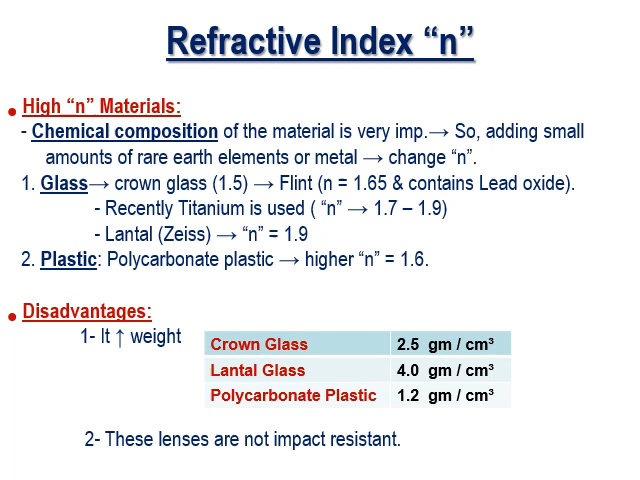 Refractive Index “n”
• High “n” Materials:
- Chemical composition of the material is very imp.→ So, adding small
amounts of rare earth elements or metal → change “n”.
1. Glass→ crown glass (1.5) → Flint (n = 1.65 & contains Lead oxide).
- Recently Titanium is used ( “n” → 1.7 – 1.9)
- Lantal (Zeiss) → “n” = 1.9
2. Plastic: Polycarbonate plastic → higher “n” = 1.6.
• Disadvantages:
1- It ↑ weight
Crown Glass 2.5 gm / cm³
Lantal Glass 4.0 gm / cm³
Polycarbonate Plastic 1.2 gm / cm³
2- These lenses are not impact resistant.